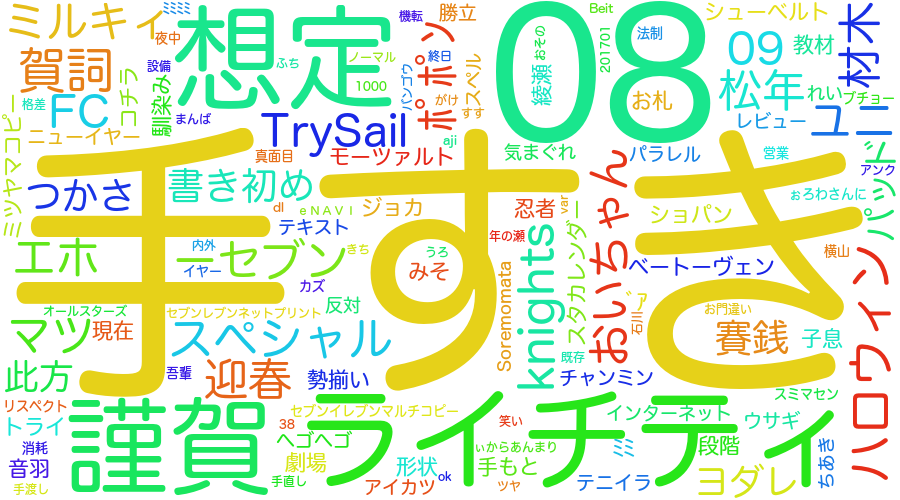 ミルキィ
想定
08
機転
勝立
Beit
シューベルト
材木
夜中
賀詞
コチラ
設備
ふち
ノーマル
1000
バンゴウ
終日
ポポポン
スペル
おその
綾瀬
201701
法制
09
教材
格差
FC
馴染み
がけ
すす
お札
松年
れい
プチョー
ニューイヤー
まんぱ
TrySail
aji
レビュー
ユニ
ミツヤマコピー
真面目
モーツァルト
気まぐれ
パラレル
営業
アンク
パッド
手すき
つかさ
書き初め
ジョカ
忍者
var
おいちゃん
ショパン
ぉろわさんに
dl
eNAVI
テキスト
年の瀬
knights
スタカレンダー
エホ
内外
ーセブン
きち
うろ
みそ
ベートーヴェン
横山
イヤー
カズ
反対
Soremomata
石川
ア
お門違い
ハロウィン
オールスターズ
セブンレブンネットプリント
マツ
現在
スペシャル
賽銭
子息
此方
吾輩
迎春
勢揃い
既存
チャンミン
スミマセン
リスペクト
謹賀
ライチティ
セブンイレブンマルチコピー
笑い
インターネット
ウサギ
トライ
38
ヘゴヘゴ
消耗
ぃからあんまり
段階
ちあき
音羽
劇場
形状
ok
手もと
手渡し
手直し
アイカツ
ツヤ
テニイラ
ヨダレ